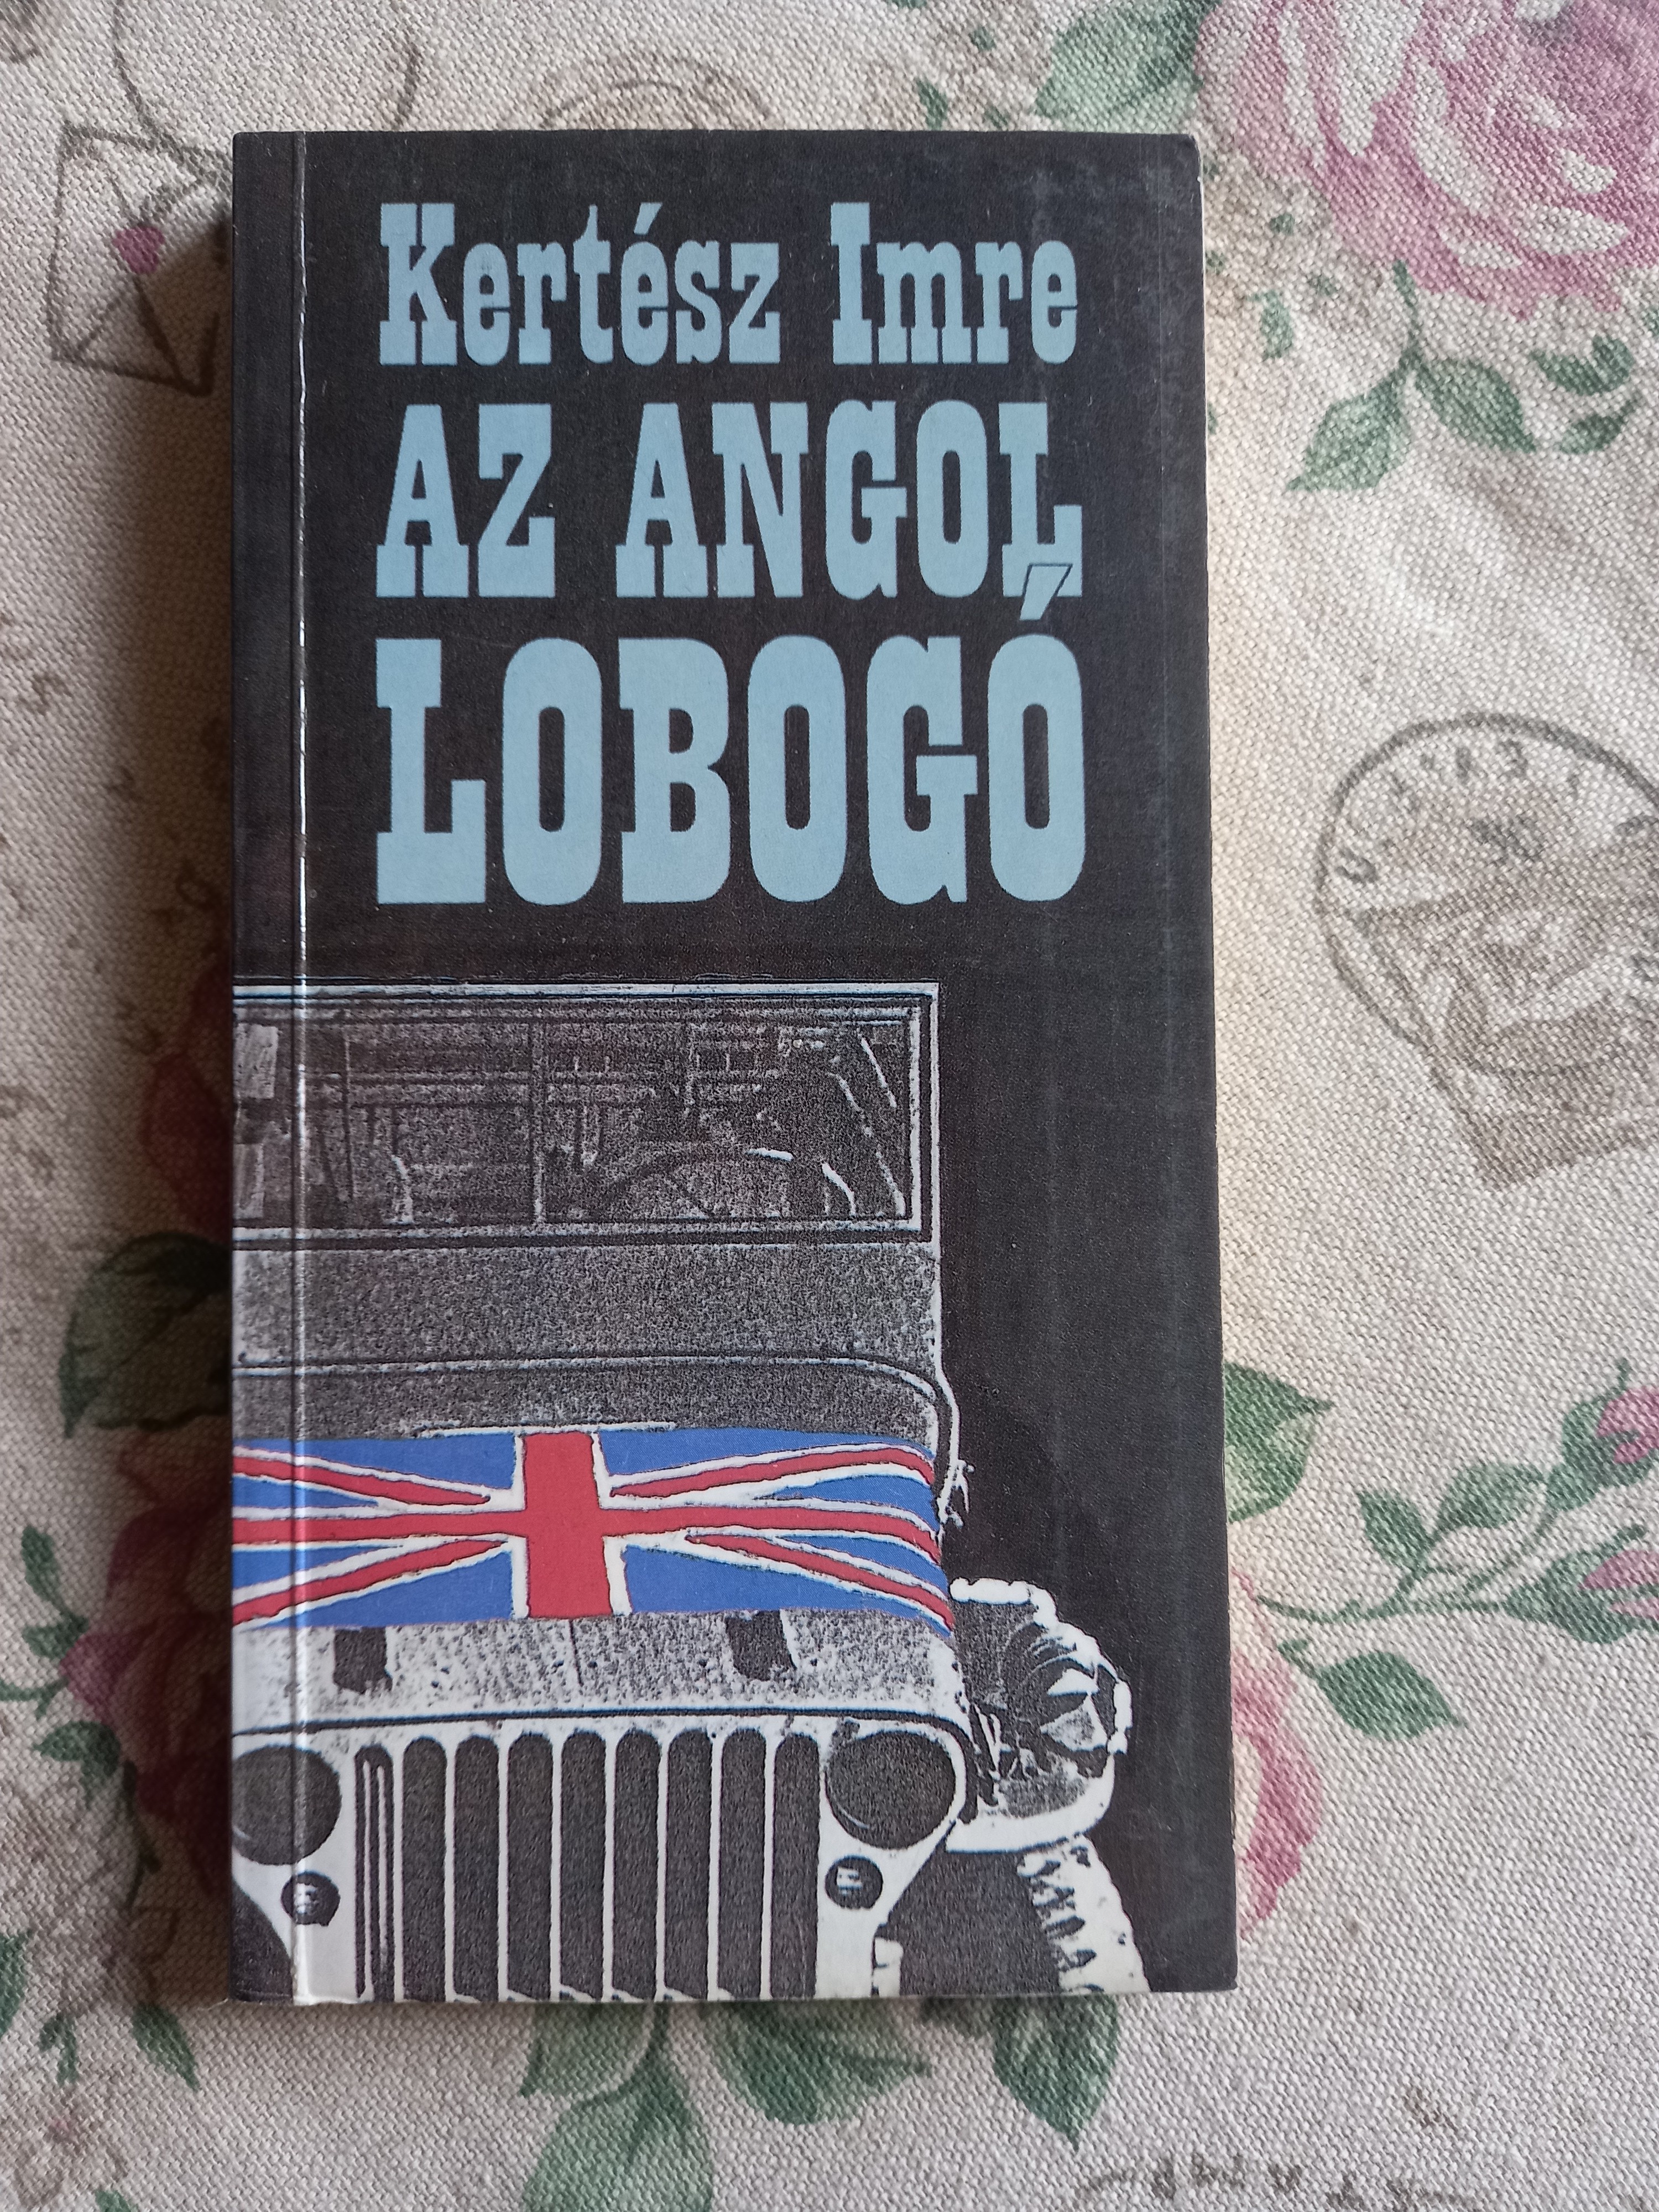 Kertész Imre
AZ ANGOL
LOBOGÓ